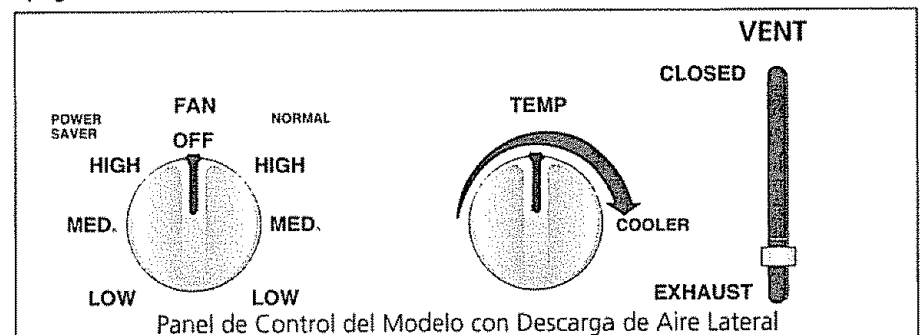 VENT
CLOSED
FAN
TEMP
POWER
SAVER
NORMAL
OFF
HIGH HIGH
MED. MED.
COOLER
LOW LOW
EXHAUST
Panel de Control del Modelo con Descarga de Aire Lateral